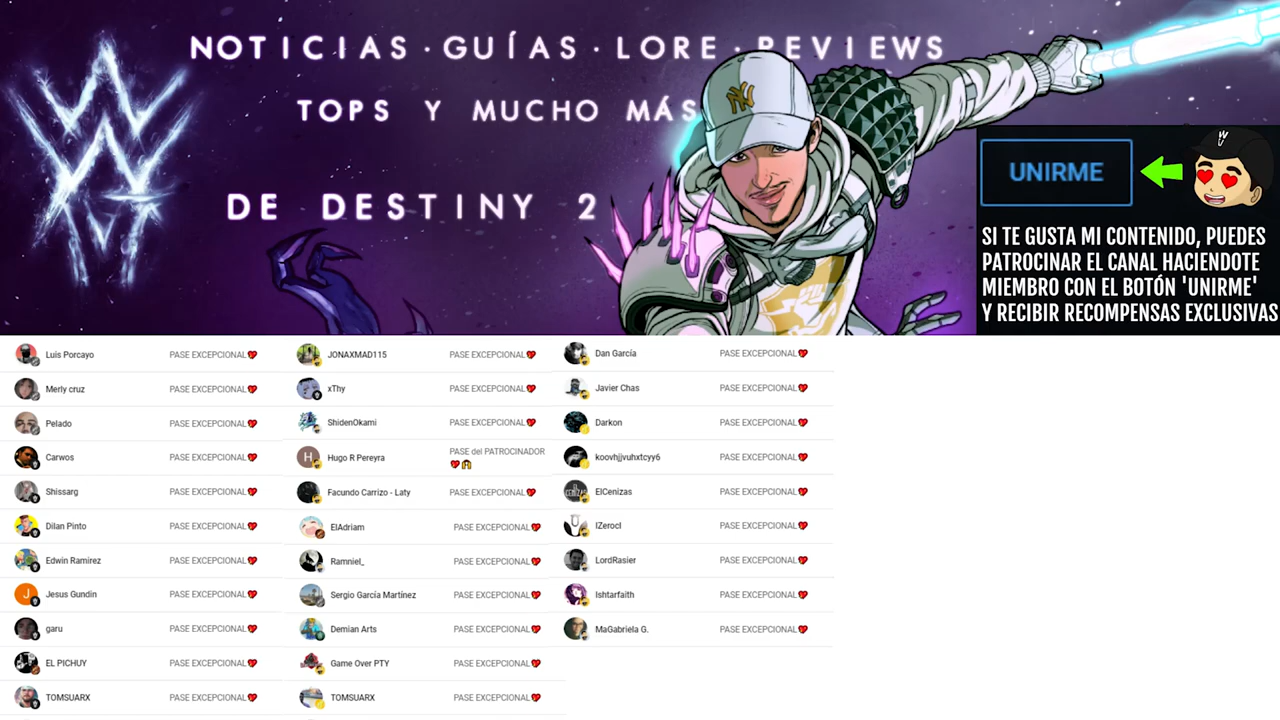 NOTICIAS · GUÍAS · LORE · REVIEWS
TOPS Y MUCHO MÁS
DE DESTINY 2
UNIRME
SI TE GUSTA MI CONTENIDO, PUEDES
PATROCINAR EL CANAL HACIENDOTE
MIEMBRO CON EL BOTÓN 'UNIRME'
Y RECIBIR RECOMPENSAS EXCLUSIVAS
Luis Porcayo PASE EXCEPCIONAL
Merly cruz PASE EXCEPCIONAL
Pelado PASE EXCEPCIONAL
Carwos PASE EXCEPCIONAL
Shissarg PASE EXCEPCIONAL
Dilan Pinto PASE EXCEPCIONAL
Edwin Ramírez PASE EXCEPCIONAL
J Jesus Gundin PASE EXCEPCIONAL
garu PASE EXCEPCIONAL
EL PICHUY PASE EXCEPCIONAL
TOMSUARX PASE EXCEPCIONAL
JONAXMAD115 PASE EXCEPCIONAL
xThy PASE EXCEPCIONAL
ShidenOkami PASE EXCEPCIONAL
H Hugo R Pereyra PASE del PATROCINADOR
Facundo Carrizo - Laty PASE EXCEPCIONAL
ElAdriam PASE EXCEPCIONAL
Ramniel_ PASE EXCEPCIONAL
Sergio García Martínez PASE EXCEPCIONAL
Demian Arts PASE EXCEPCIONAL
Game Over PTY PASE EXCEPCIONAL
TOMSUARX PASE EXCEPCIONAL
Dan García PASE EXCEPCIONAL
Javier Chas PASE EXCEPCIONAL
Darkon PASE EXCEPCIONAL
koovhjjvuhxtcyy6 PASE EXCEPCIONAL
ElCenizas PASE EXCEPCIONAL
IZerocI PASE EXCEPCIONAL
LordRasier PASE EXCEPCIONAL
Ishtarfaith PASE EXCEPCIONAL
MaGabriela G. PASE EXCEPCIONAL